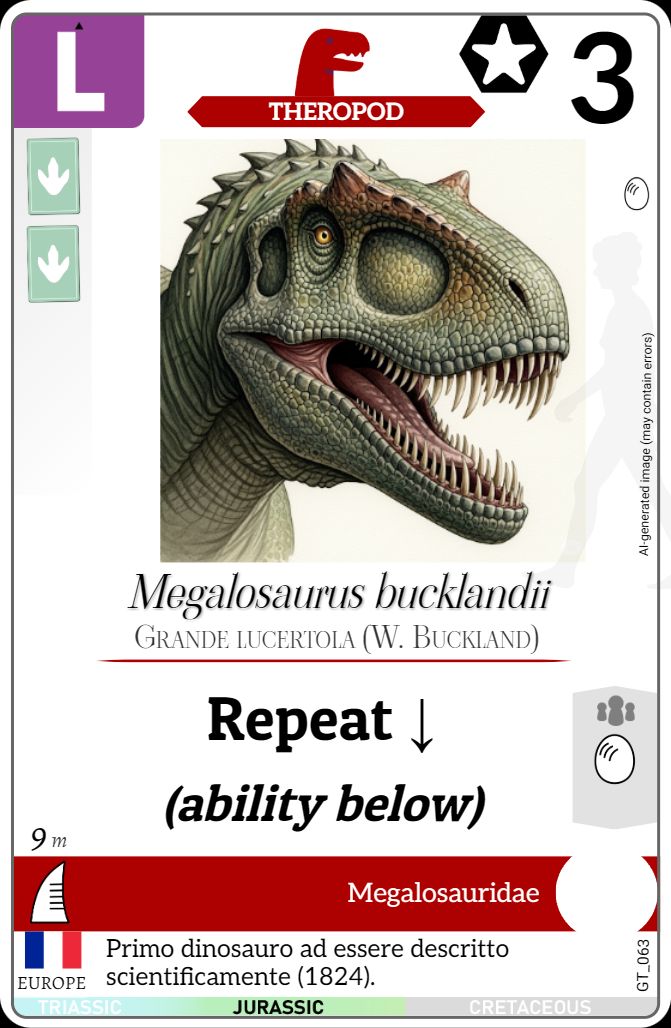 L
THEROPOD
3
AI-generated image (may contain errors)
Megalosaurus bucklandii
Grande lucertola (W. Buckland)
Repeat ↓
(ability below)
9 m
Megalosauridae
EUROPE
Primo dinosauro ad essere descritto
scientificamente (1824).
GT_063
TRIASSIC
JURASSIC
CRETACEOUS